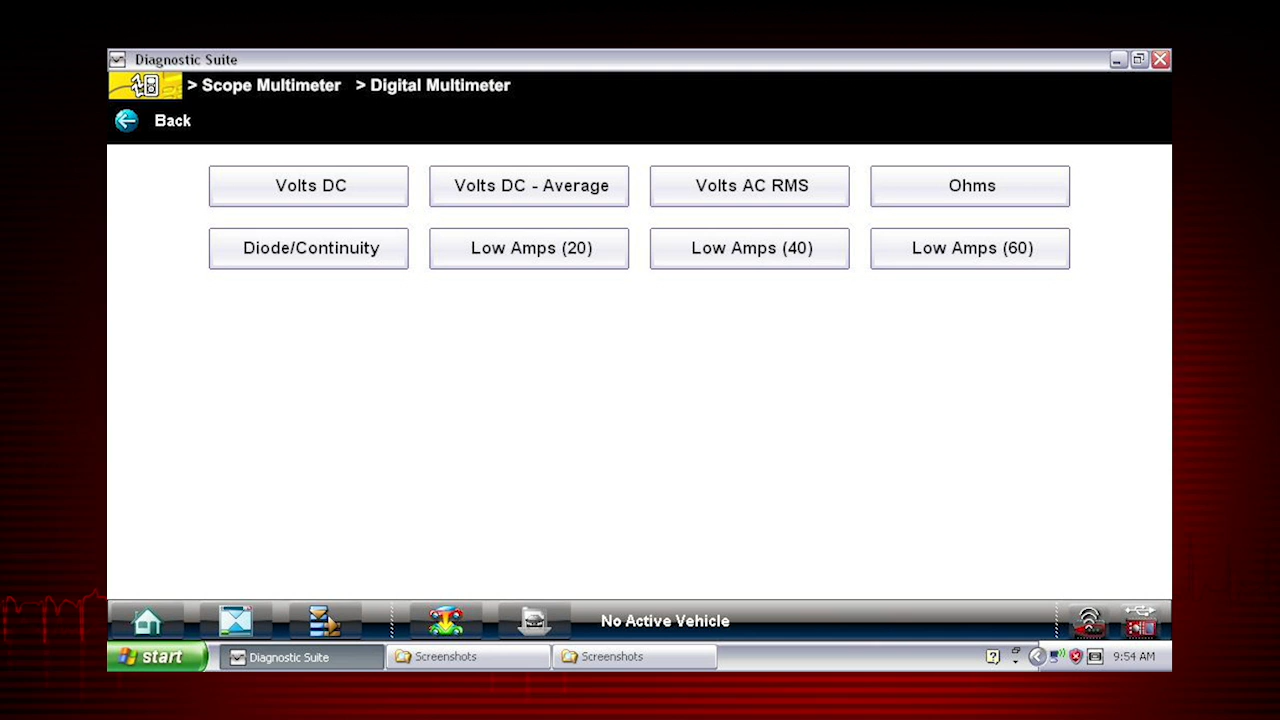 Diagnostic Suite
> Scope Multimeter > Digital Multimeter
Back
Volts DC Volts DC - Average Volts AC RMS Ohms
Diode/Continuity Low Amps (20) Low Amps (40) Low Amps (60)
No Active Vehicle
start Diagnostic Suite Screenshots Screenshots ? 9:54 AM